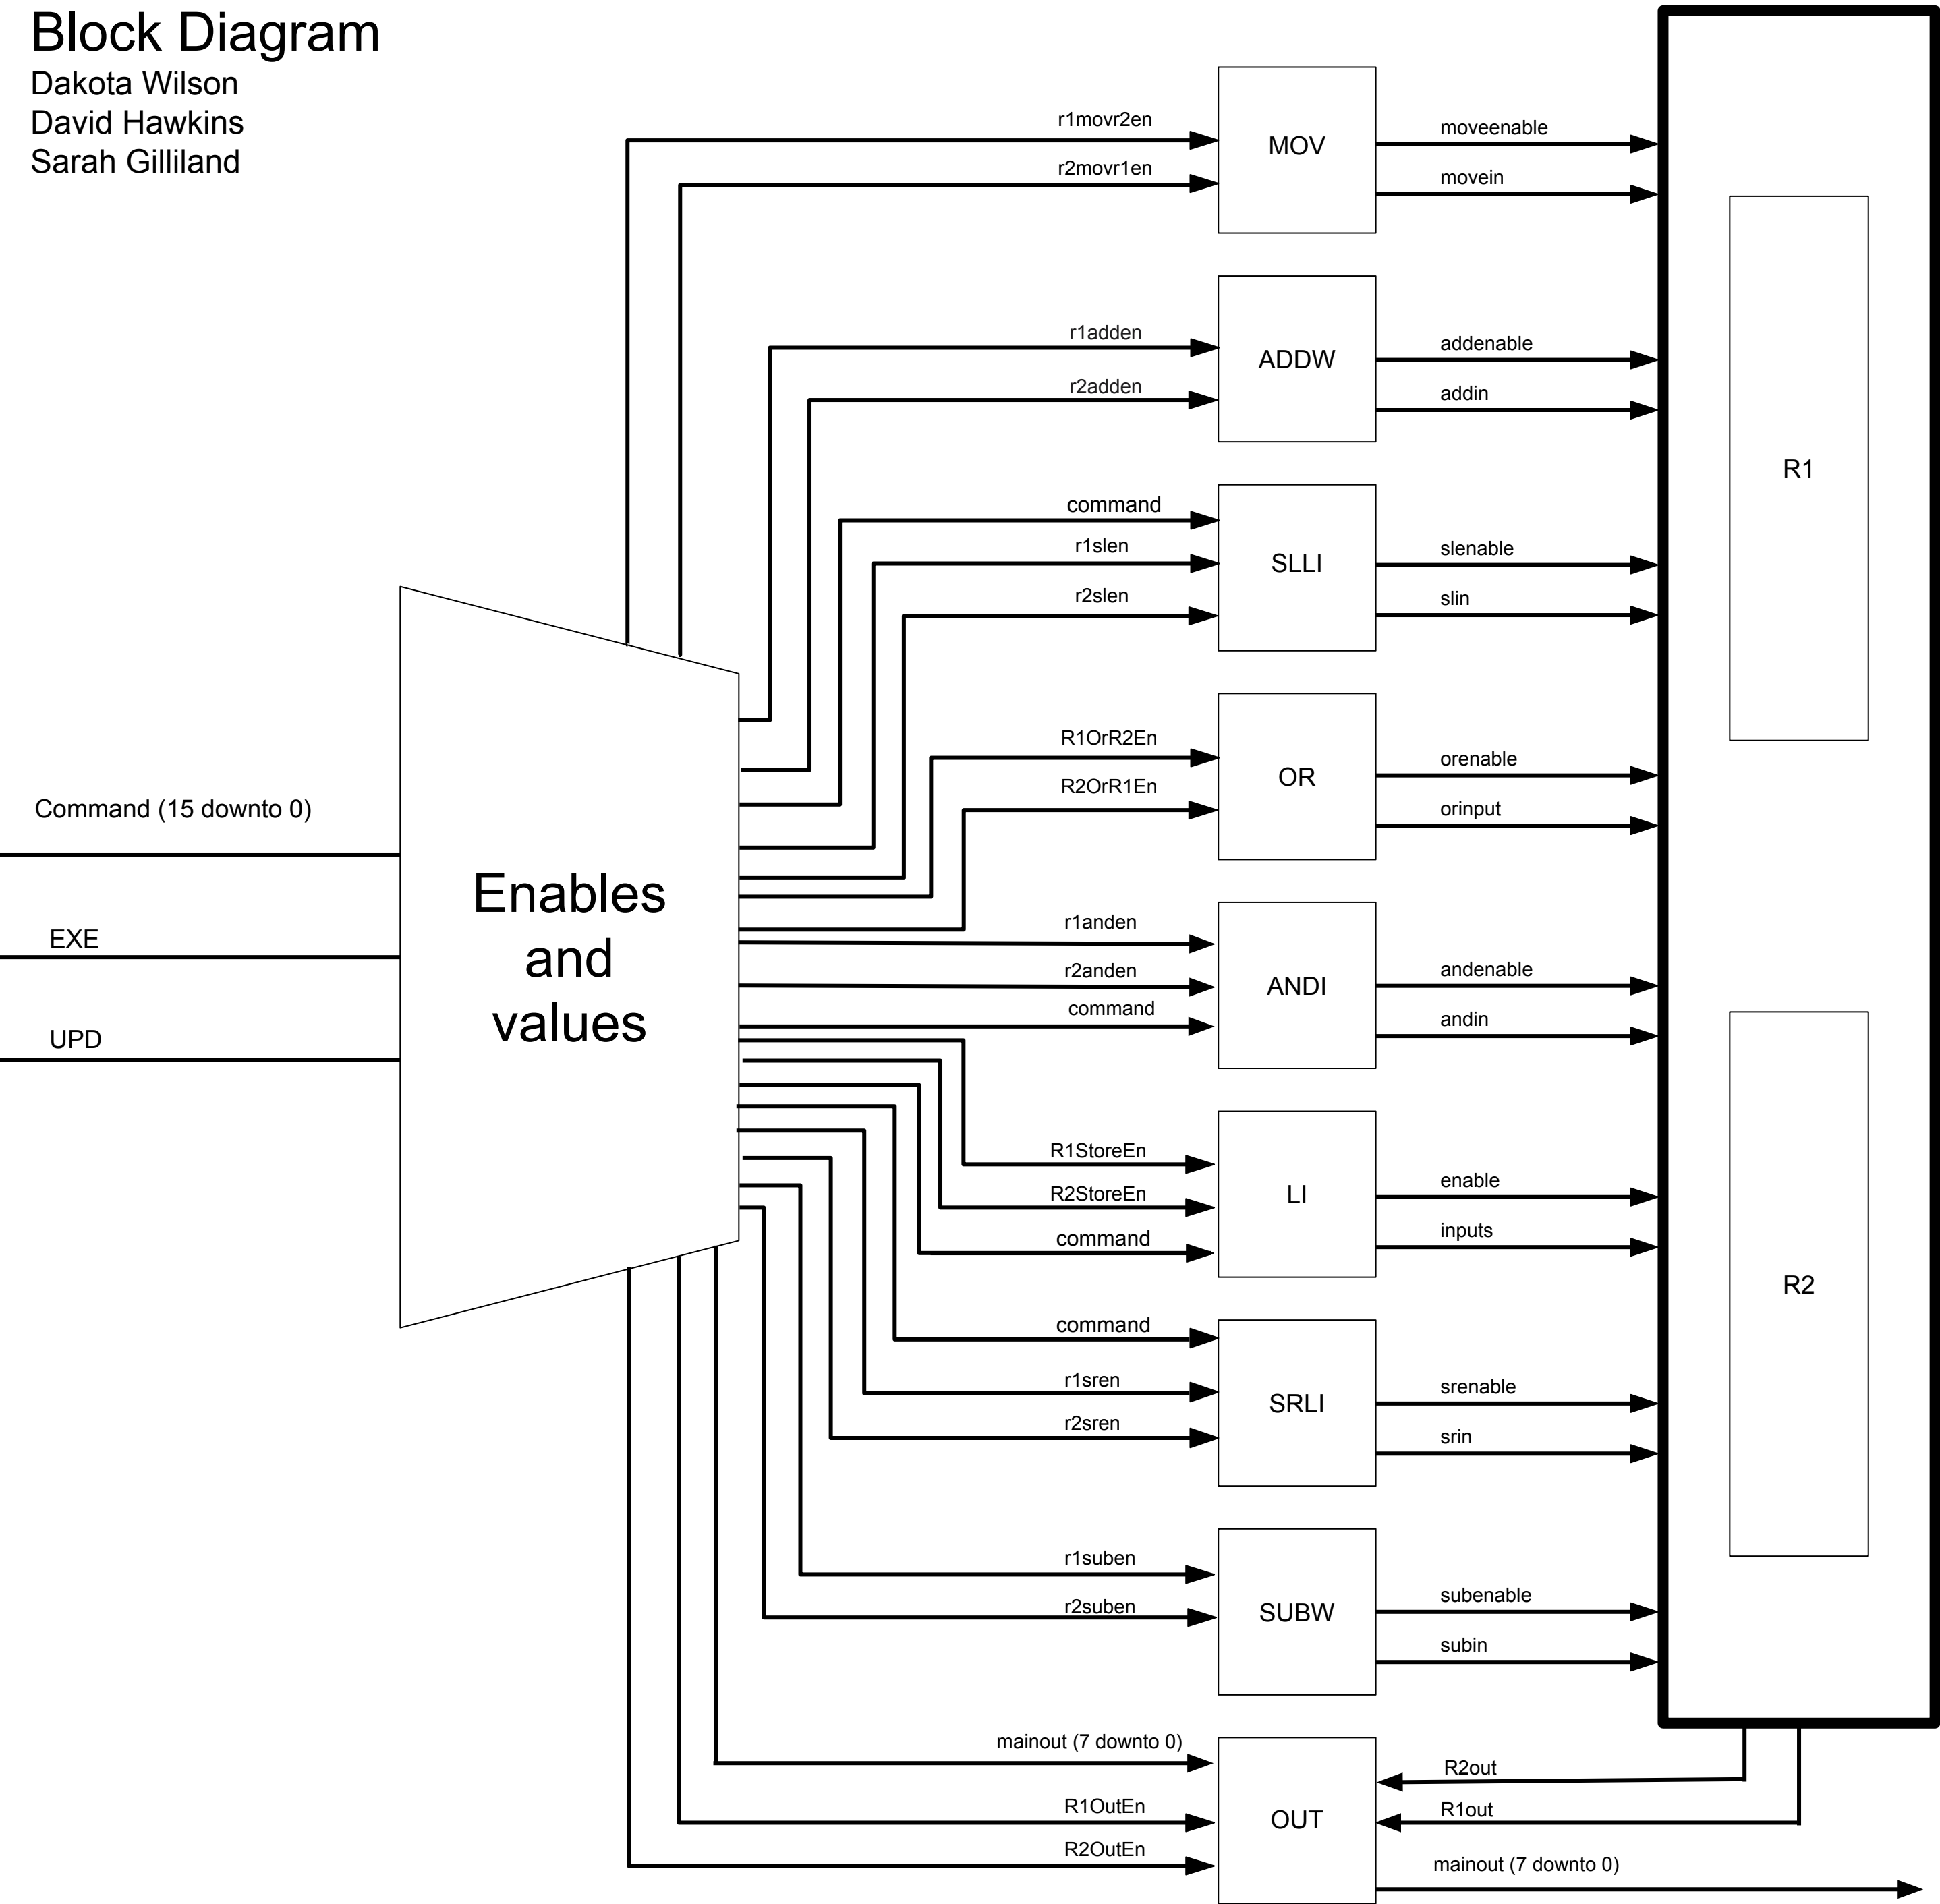 Block Diagram
Dakota Wilson
David Hawkins
Sarah Gilliland
r1movr2en
r2movr1en
MOV
moveenable
movein
r1adden
r2adden
ADDW
addenable
addin
command
r1slen
r2slen
SLLI
slenable
slin
R1
R1OrR2En
R2OrR1En
OR
orenable
orinput
Command (15 downto 0)
EXE
UPD
Enables
and
values
r1anden
r2anden
command
ANDI
andenable
andin
R1StoreEn
R2StoreEn
command
LI
enable
inputs
R2
command
r1sren
r2sren
SRLI
srenable
srin
r1suben
r2suben
SUBW
subenable
subin
mainout (7 downto 0)
R1OutEn
R2OutEn
OUT
R2out
R1out
mainout (7 downto 0)